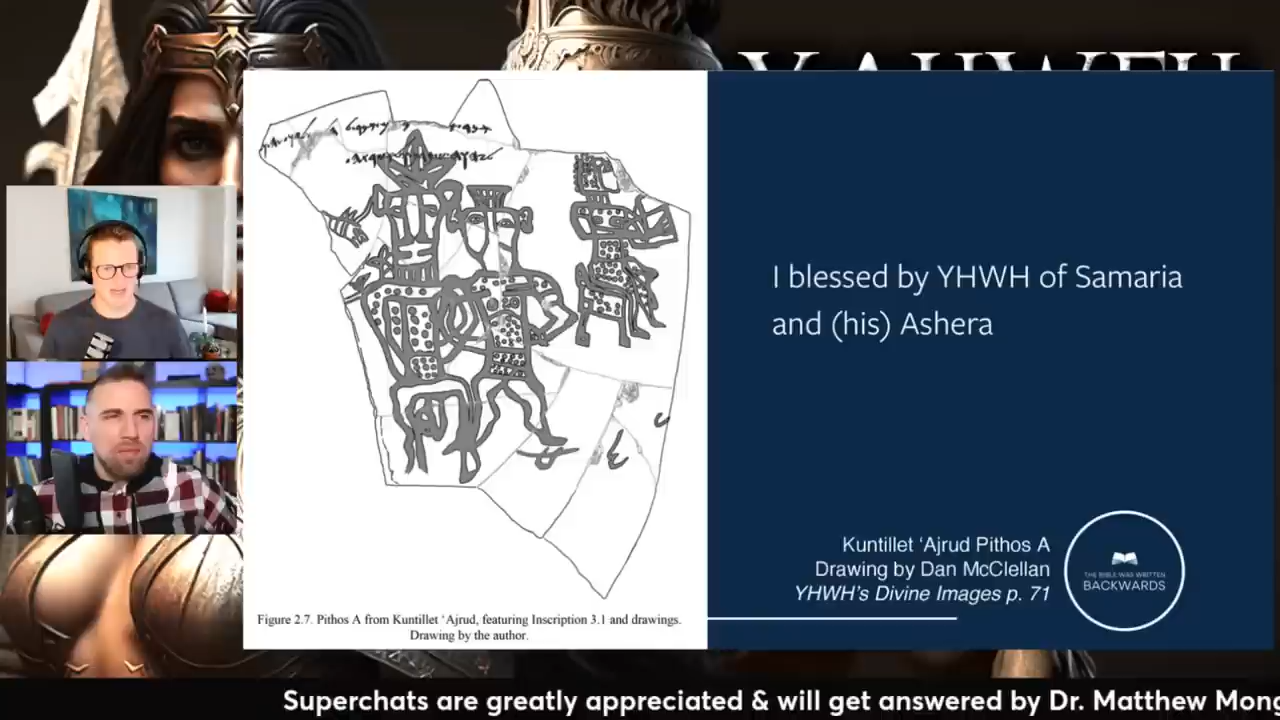 YAHWEH
I blessed by YHWH of Samaria
and (his) Ashera
Kuntillet ‘Ajrud Pithos A
Drawing by Dan McClellan
YHWH’s Divine Images p. 71
THE BIBLE WAS WRITTEN
BACKWARDS
Figure 2.7. Pithos A from Kuntillet ‘Ajrud, featuring Inscription 3.1 and drawings.
Drawing by the author.
Superchats are greatly appreciated & will get answered by Dr. Matthew Mong